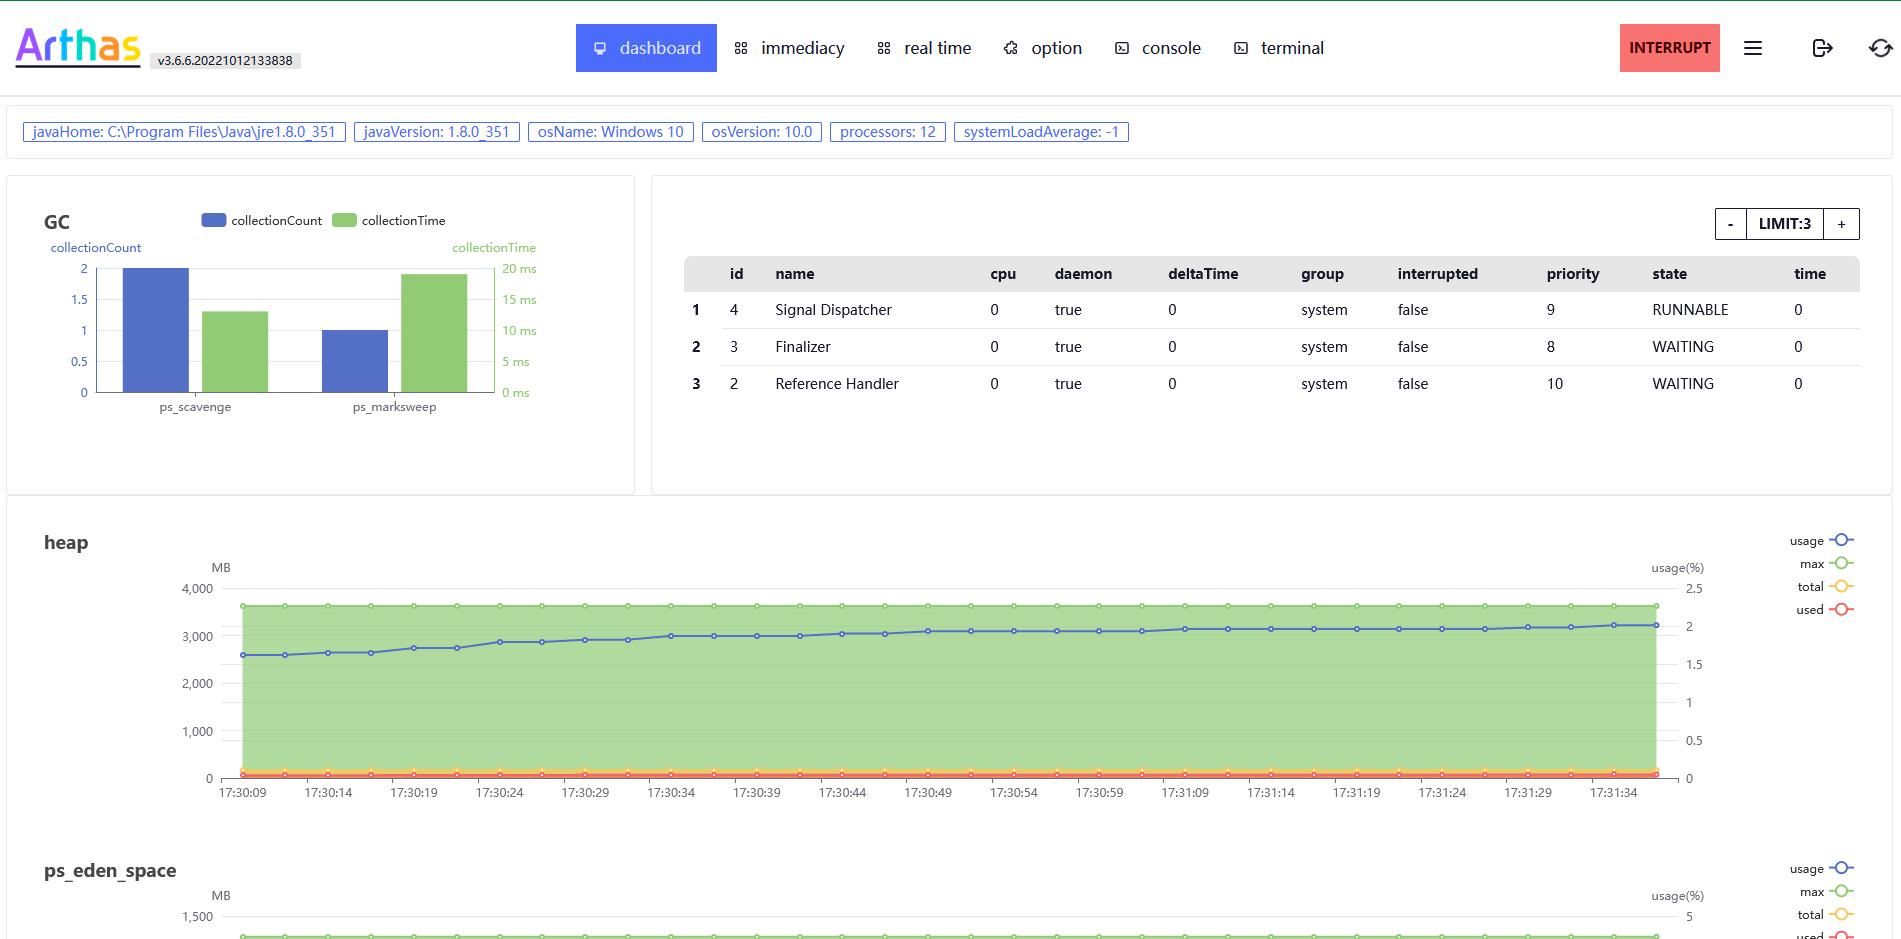 Arthas v3.6.6.20221012133838 dashboard immediacy real time option console terminal INTERRUPT
javaHome: C:\Program Files\Java\jre1.8.0_351 javaVersion: 1.8.0_351 osName: Windows 10 osVersion: 10.0 processors: 12 systemLoadAverage: -1
GC
collectionCount collectionTime
collectionCount collectionTime
2 20 ms
1.5 15 ms
1 10 ms
0.5 5 ms
0 0 ms
ps_scavenge ps_marksweep
- LIMIT:3 +
id name cpu daemon deltaTime group interrupted priority state time
1 4 Signal Dispatcher 0 true 0 system false 9 RUNNABLE 0
2 3 Finalizer 0 true 0 system false 8 WAITING 0
3 2 Reference Handler 0 true 0 system false 10 WAITING 0
heap
usage
max
total
used
MB usage(%)
4,000 2.5
3,000 2
2,000 1.5
1
1,000 0.5
0 0
17:30:09 17:30:14 17:30:19 17:30:24 17:30:29 17:30:34 17:30:39 17:30:44 17:30:49 17:30:54 17:30:59 17:31:09 17:31:14 17:31:19 17:31:24 17:31:29 17:31:34
ps_eden_space
usage
max
total
used
MB usage(%)
1,500 5